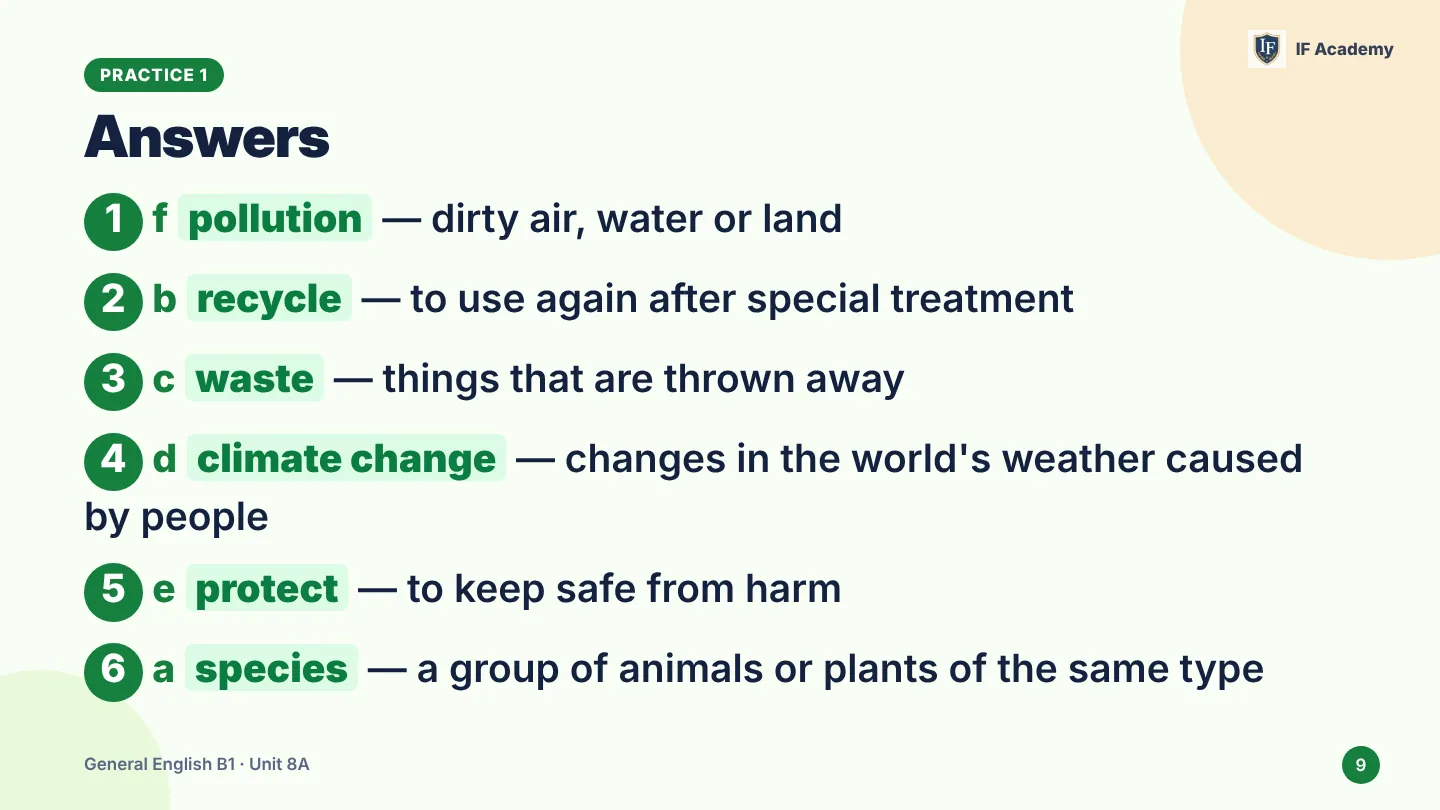 IF IF Academy
PRACTICE 1
Answers
1 f pollution — dirty air, water or land
2 b recycle — to use again after special treatment
3 c waste — things that are thrown away
4 d climate change — changes in the world's weather caused
by people
5 e protect — to keep safe from harm
6 a species — a group of animals or plants of the same type
General English B1 · Unit 8A
9